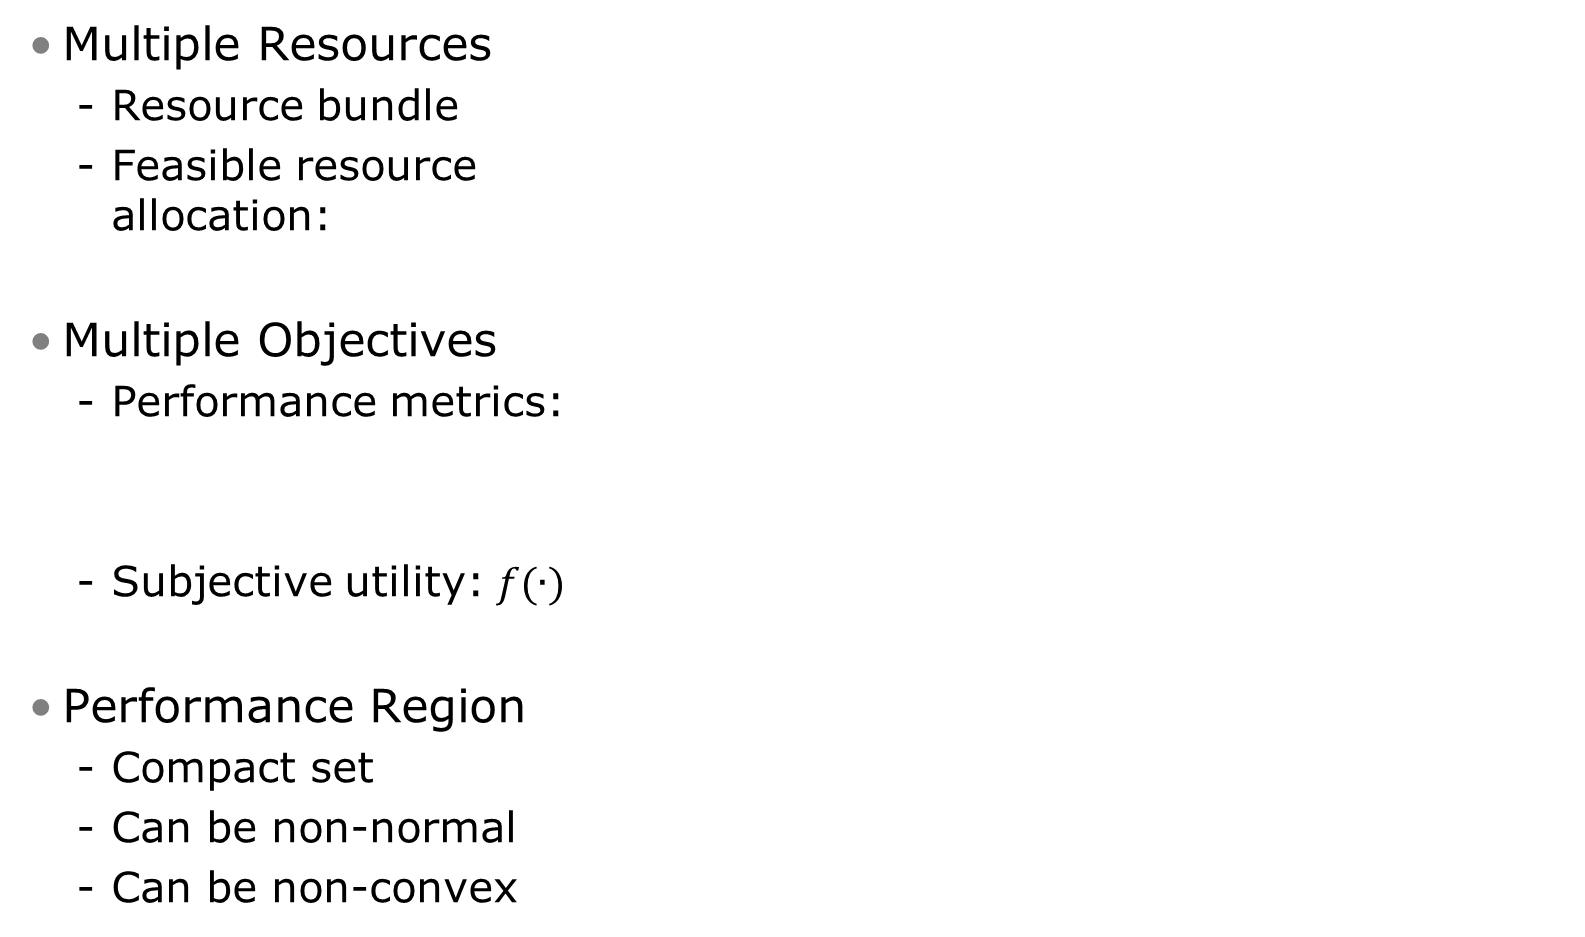 • Multiple Resources
- Resource bundle
- Feasible resource
allocation:
• Multiple Objectives
- Performance metrics:
- Subjective utility: f(·)
• Performance Region
- Compact set
- Can be non-normal
- Can be non-convex